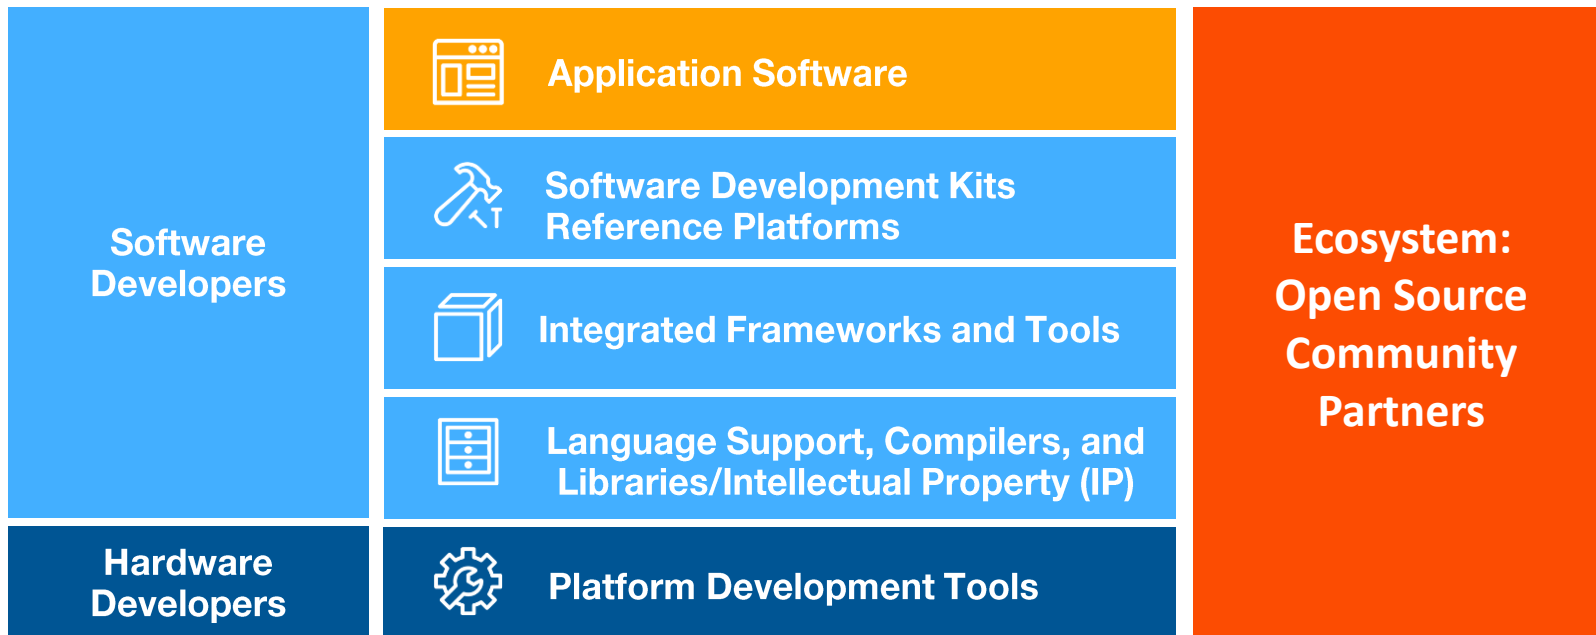 Software
Developers
Hardware
Developers
Application Software
Software Development Kits
Reference Platforms
Integrated Frameworks and Tools
Language Support, Compilers, and
Libraries/Intellectual Property (IP)
Platform Development Tools
Ecosystem:
Open Source
Community
Partners